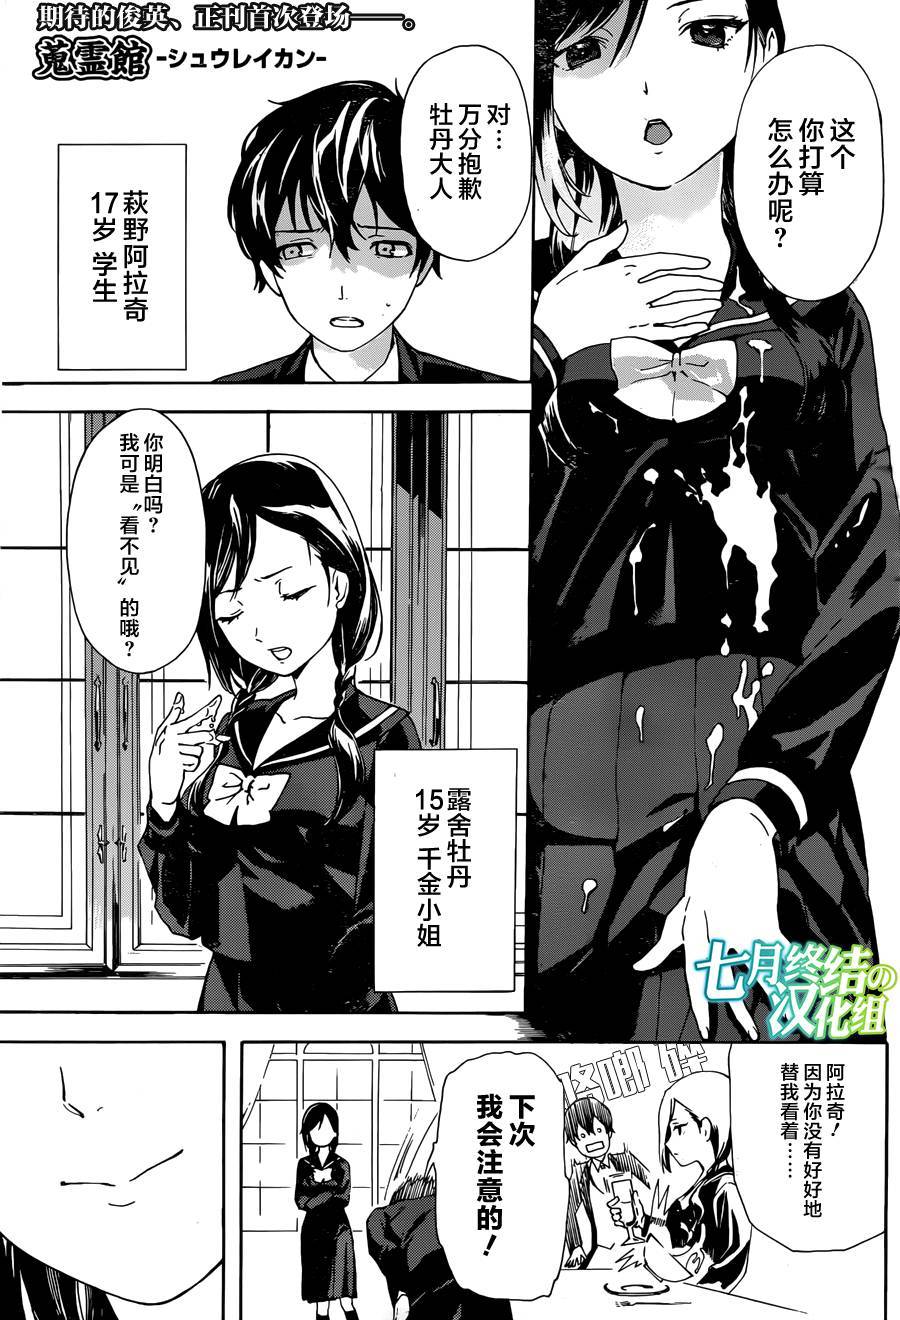 期待的俊英、正刊首次登场——。
蒐霊館 -シュウレイカン-
这个
你打算
怎么办呢？
对…
万分抱歉
牡丹大人
萩野阿拉奇
17岁 学生
你明白吗？
我可是〝看不见〞的哦？
露舍牡丹
15岁 千金小姐
阿拉奇！
因为你没有好好地
替我看着……
下次
我会注意的！
七月终结の
汉化组